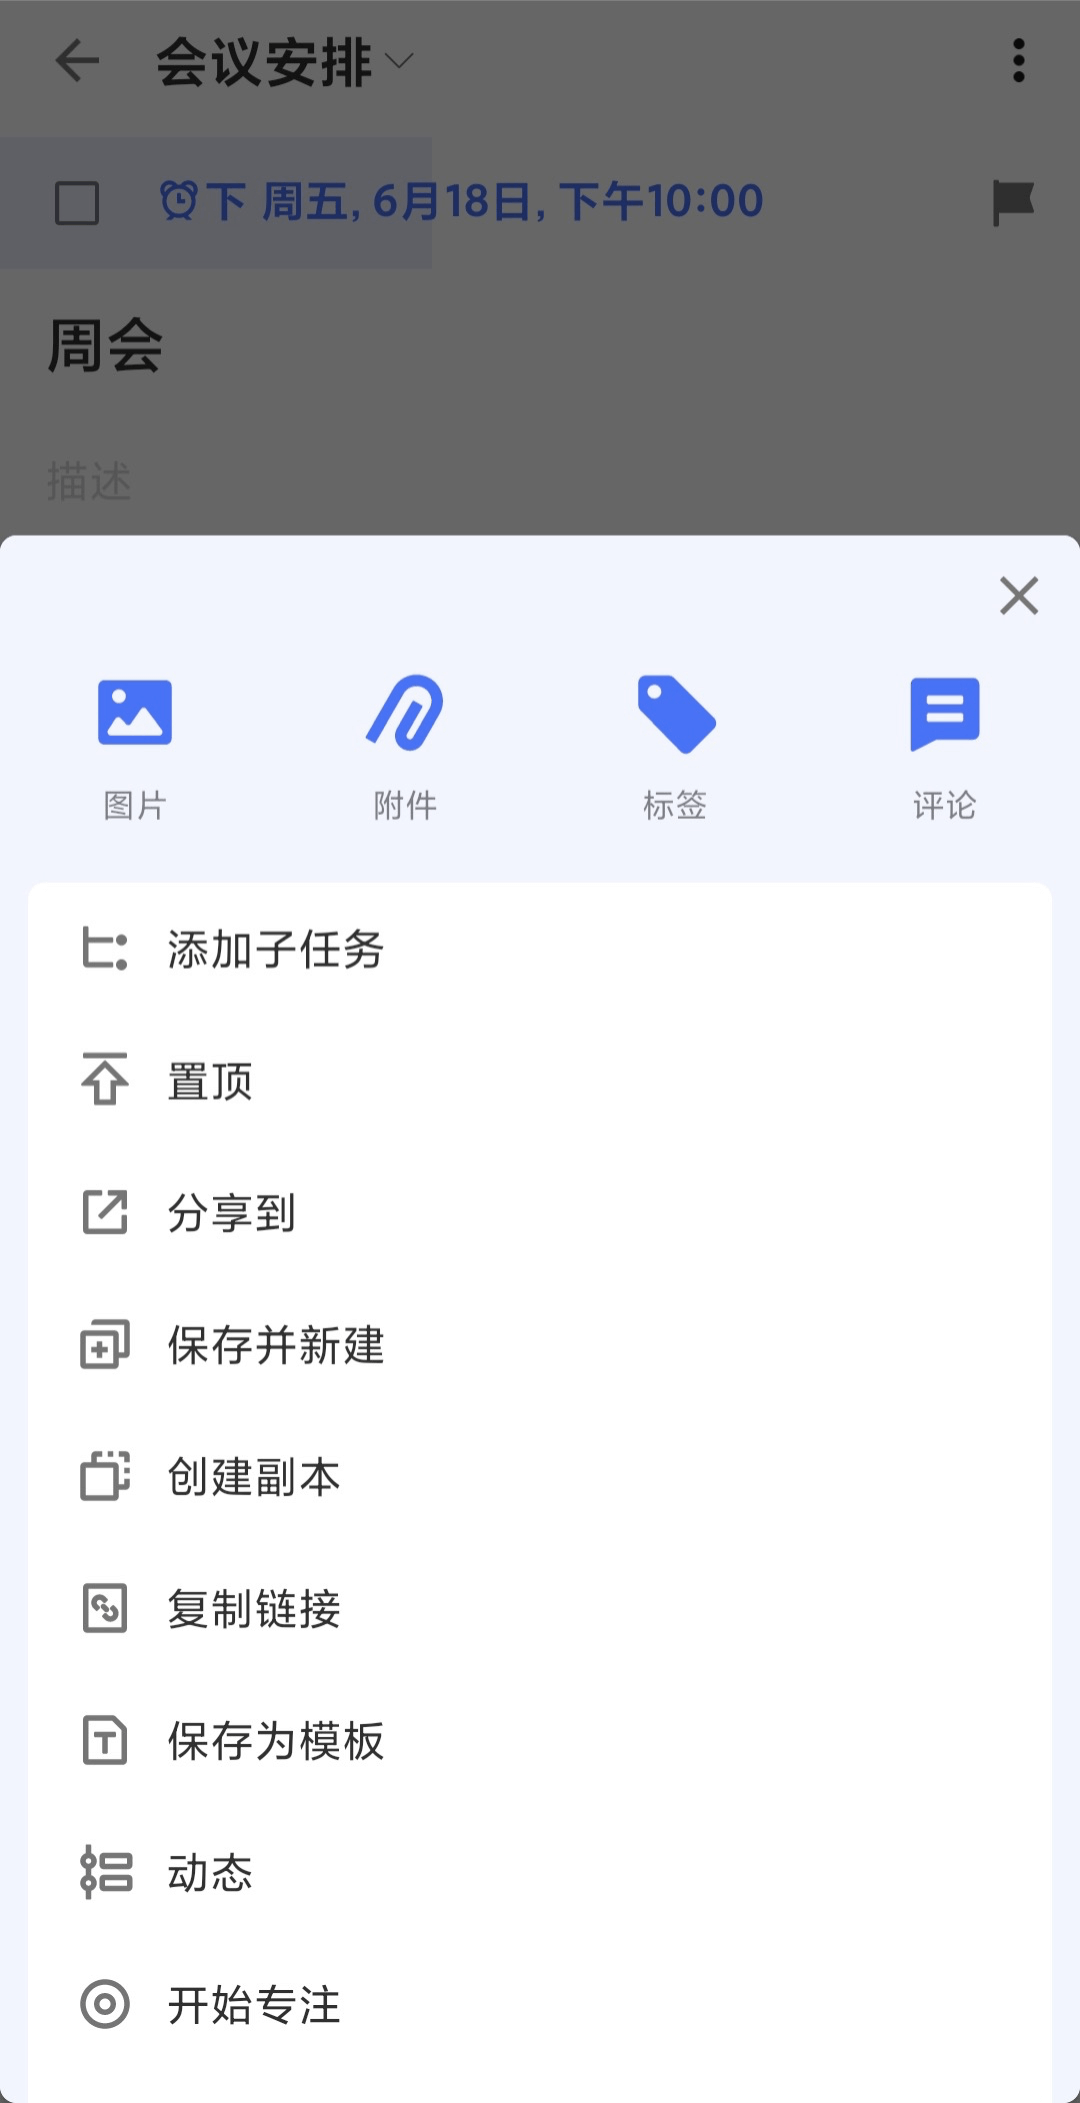 会议安排
下 周五, 6月18日, 下午10:00
周会
描述
图片 附件 标签 评论
添加子任务
置顶
分享到
保存并新建
创建副本
复制链接
保存为模板
动态
开始专注